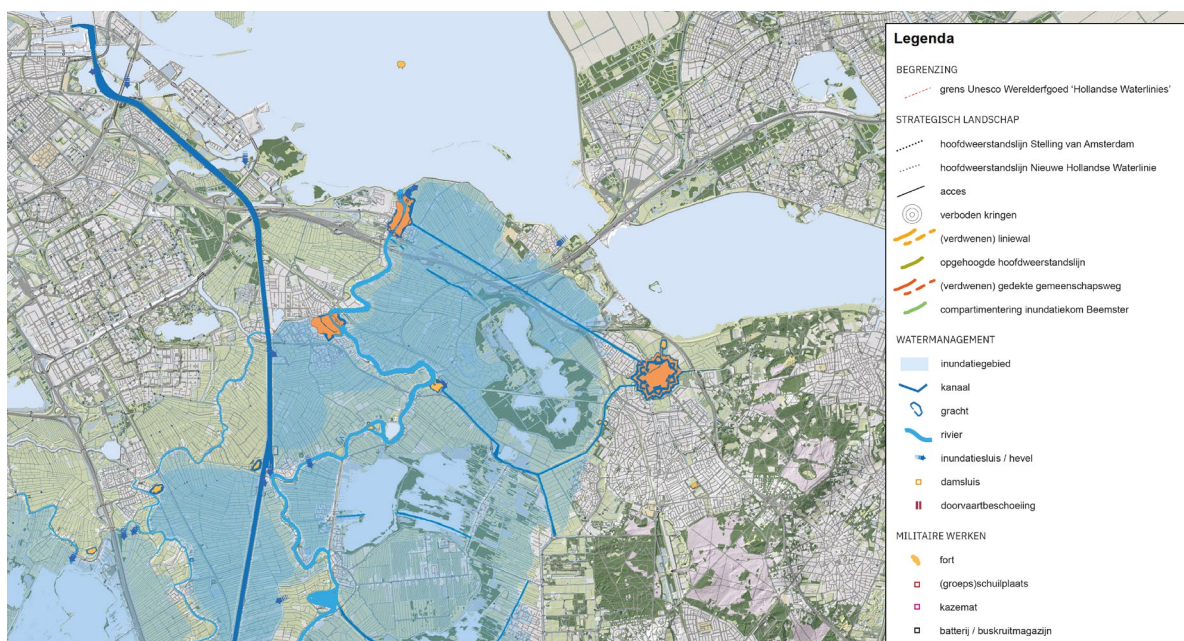 Legenda
BEGRENZING
grens Unesco Werelderfgoed 'Hollandse Waterlinies'
STRATEGISCH LANDSCHAP
hoofdweerstandslijn Stelling van Amsterdam
hoofdweerstandslijn Nieuwe Hollandse Waterlinie
acces
verboden kringen
(verdwenen) liniewal
opgehoogde hoofdweerstandslijn
(verdwenen) gedekte gemeenschapsweg
compartimentering inundatiekom Beemster
WATERMANAGEMENT
inundatiegebied
kanaal
gracht
rivier
inundatiesluis / hevel
damsluis
doorvaartbeschoeiing
MILITAIRE WERKEN
fort
(groeps)schuilplaats
kazemat
batterij / buskruitmagazijn